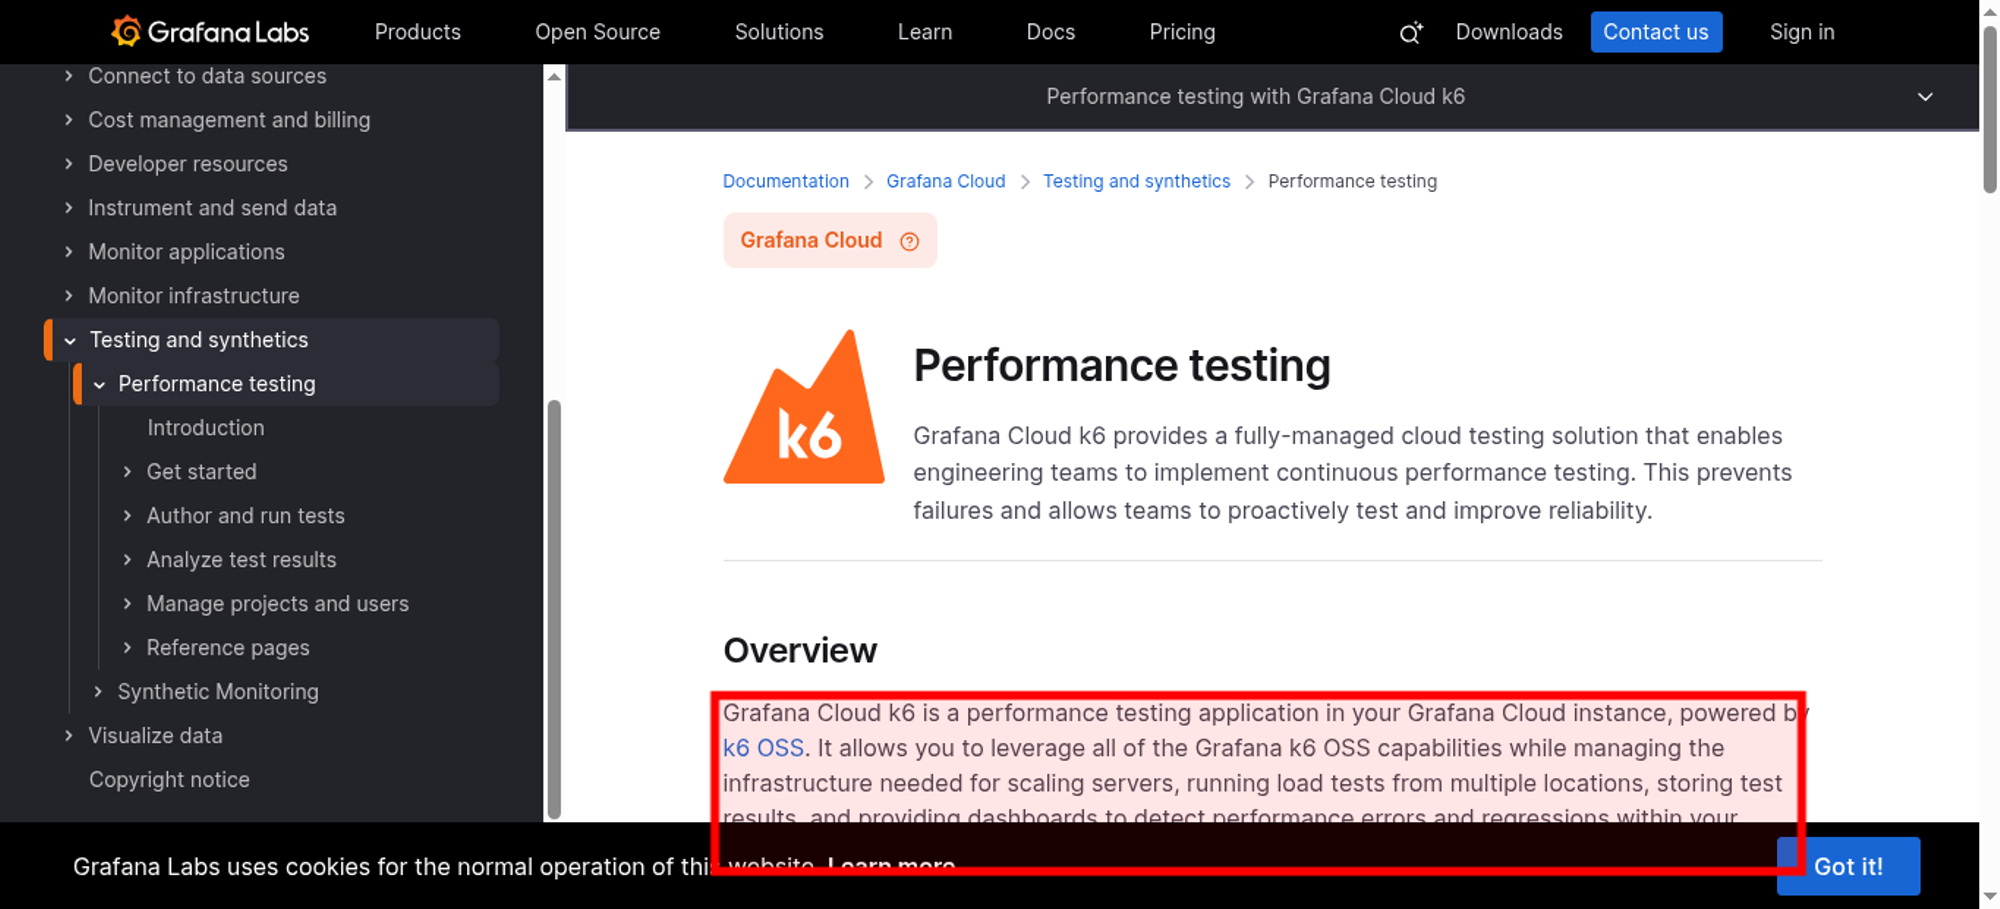 Grafana Labs
Products
Open Source
Solutions
Learn
Docs
Pricing
Downloads
Contact us
Sign in
Connect to data sources
Cost management and billing
Developer resources
Instrument and send data
Monitor applications
Monitor infrastructure
Testing and synthetics
Performance testing
Introduction
Get started
Author and run tests
Analyze test results
Manage projects and users
Reference pages
Synthetic Monitoring
Visualize data
Copyright notice
Performance testing with Grafana Cloud k6
Documentation > Grafana Cloud > Testing and synthetics > Performance testing
Grafana Cloud
k6
Performance testing
Grafana Cloud k6 provides a fully-managed cloud testing solution that enables
engineering teams to implement continuous performance testing. This prevents
failures and allows teams to proactively test and improve reliability.
Overview
Grafana Cloud k6 is a performance testing application in your Grafana Cloud instance, powered by
k6 OSS. It allows you to leverage all of the Grafana k6 OSS capabilities while managing the
infrastructure needed for scaling servers, running load tests from multiple locations, storing test
results, and providing dashboards to detect performance errors and regressions within your
Grafana Labs uses cookies for the normal operation of this website. Learn more
Got it!